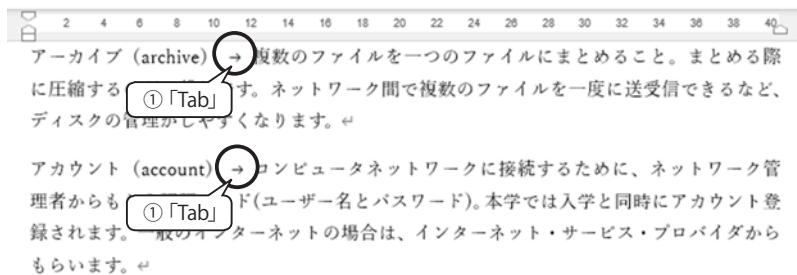 2 4 6 8 10 12 14 16 18 20 22 24 26 28 30 32 34 36 38 40
アーカイブ（archive） → 複数のファイルを一つのファイルにまとめること。まとめる際
に圧縮する
①「Tab」
す。ネットワーク間で複数のファイルを一度に送受信できるなど、
ディスクの管理がしやすくなります。↵
アカウント（account） → コンピュータネットワークに接続するために、ネットワーク管
理者からも
①「Tab」
ド(ユーザー名とパスワード)。本学では入学と同時にアカウント登
録されます。一般のインターネットの場合は、インターネット・サービス・プロバイダから
もらいます。↵